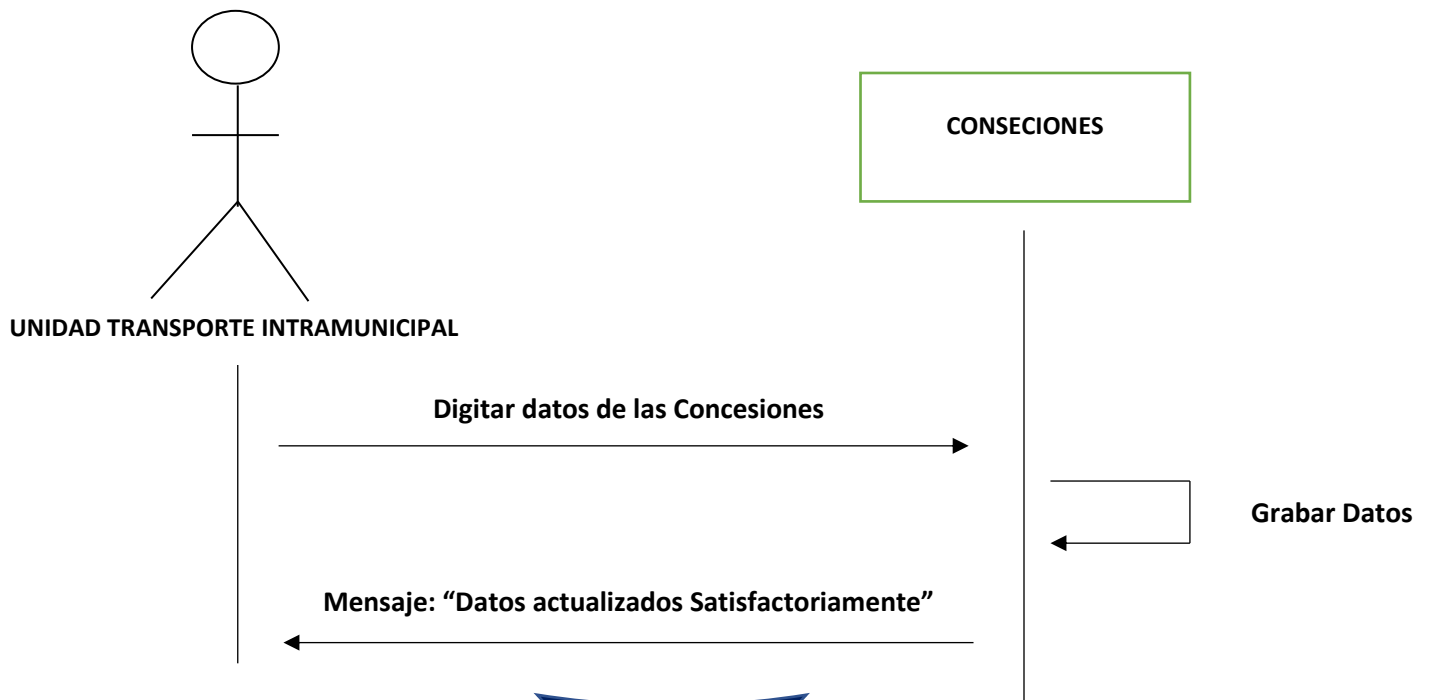 CONSECIONES
UNIDAD TRANSPORTE INTRAMUNICIPAL
Digitar datos de las Concesiones
Grabar Datos
Mensaje: “Datos actualizados Satisfactoriamente”